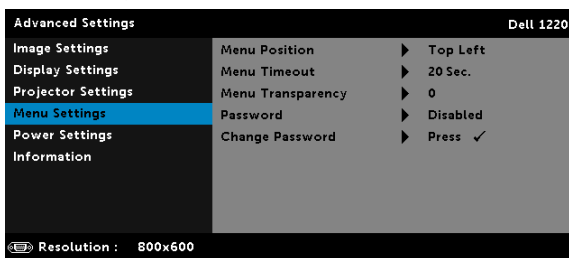 Advanced Settings Dell 1220
Image Settings Menu Position Top Left
Display Settings Menu Timeout 20 Sec.
Projector Settings Menu Transparency 0
Menu Settings Password Disabled
Power Settings Change Password Press ✓
Information
Resolution : 800x600